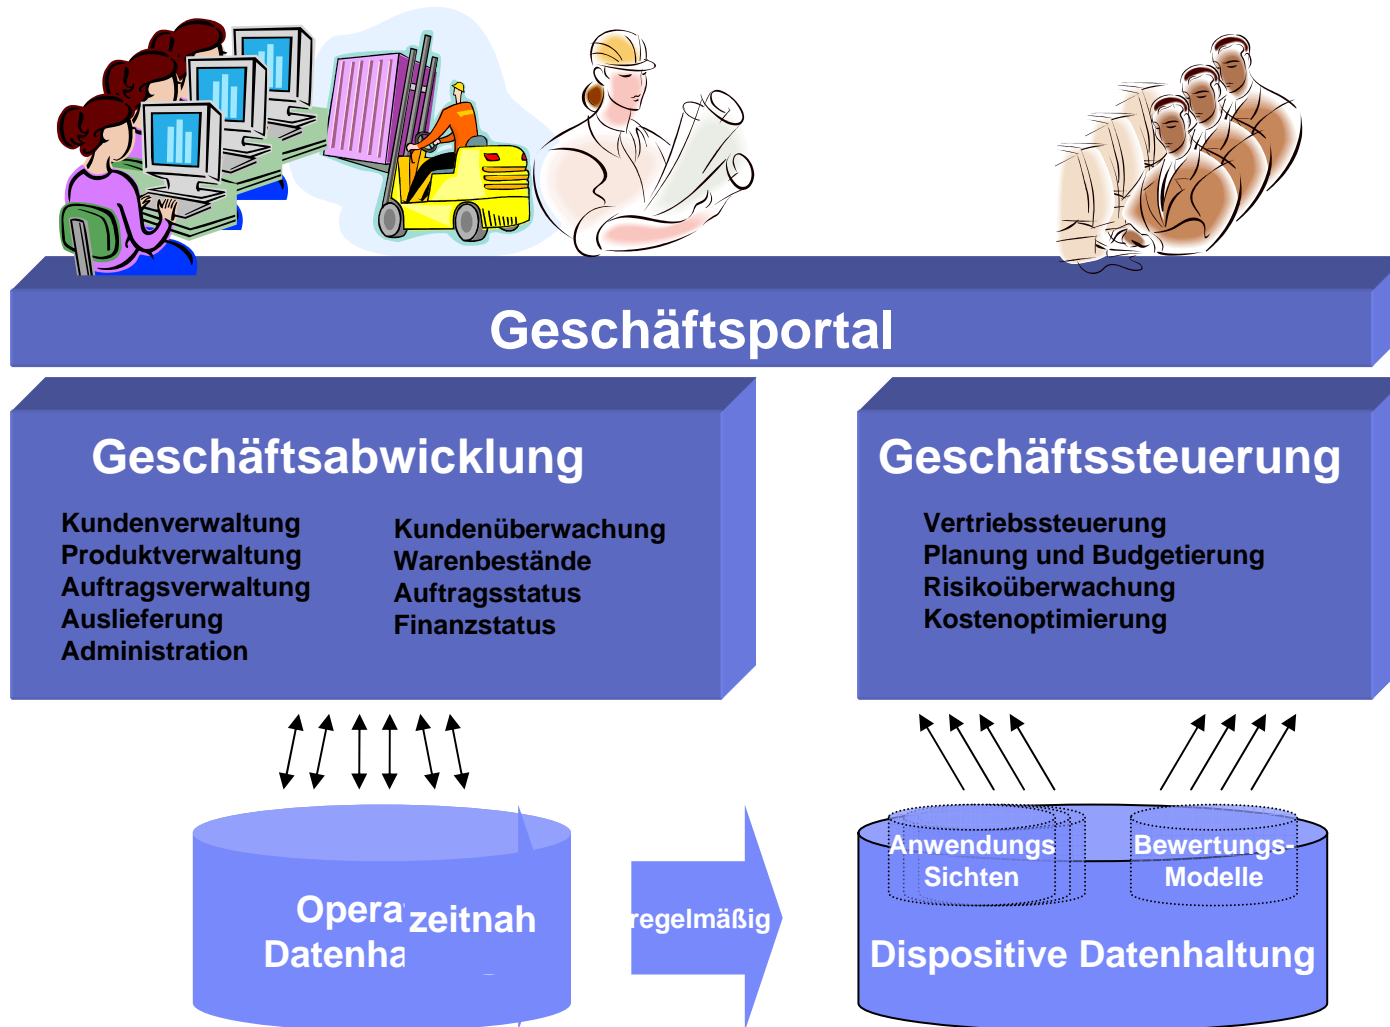 Geschäftsportal
Geschäftsabwicklung
Kundenverwaltung
Produktverwaltung
Auftragsverwaltung
Auslieferung
Administration
Kundenüberwachung
Warenbestände
Auftragsstatus
Finanzstatus
Geschäftssteuerung
Vertriebssteuerung
Planung und Budgetierung
Risikoüberwachung
Kostenoptimierung
zeitnah
regelmäßig
Anwendungs
Sichten
Bewertungs-
Modelle
Dispositive Datenhaltung